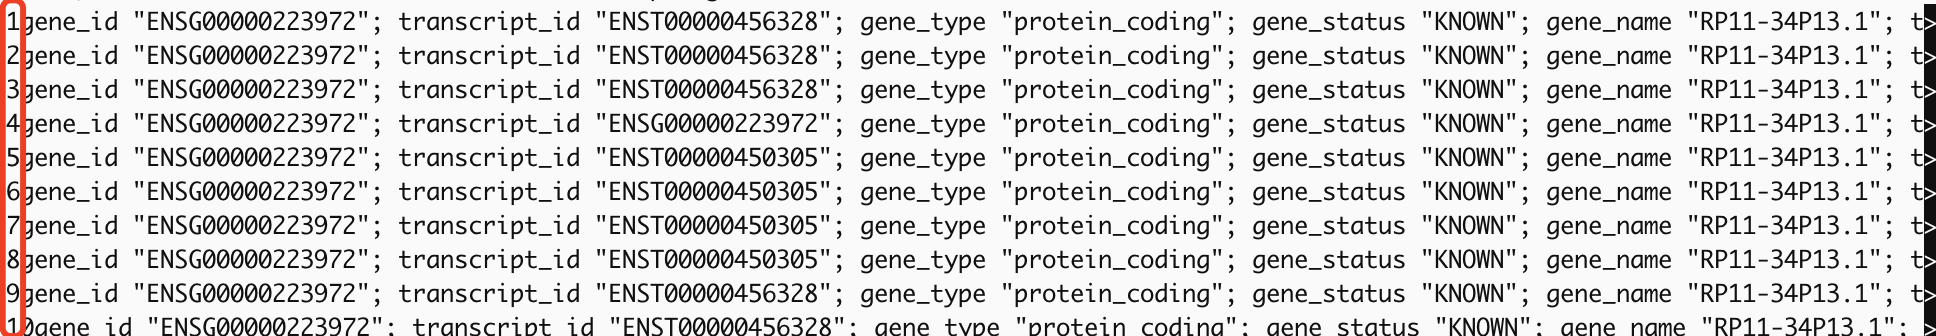 1gene_id "ENSG00000223972"; transcript_id "ENST00000456328"; gene_type "protein_coding"; gene_status "KNOWN"; gene_name "RP11-34P13.1"; t>
2gene_id "ENSG00000223972"; transcript_id "ENST00000456328"; gene_type "protein_coding"; gene_status "KNOWN"; gene_name "RP11-34P13.1"; t>
3gene_id "ENSG00000223972"; transcript_id "ENST00000456328"; gene_type "protein_coding"; gene_status "KNOWN"; gene_name "RP11-34P13.1"; t>
4gene_id "ENSG00000223972"; transcript_id "ENSG00000223972"; gene_type "protein_coding"; gene_status "KNOWN"; gene_name "RP11-34P13.1"; t>
5gene_id "ENSG00000223972"; transcript_id "ENST00000450305"; gene_type "protein_coding"; gene_status "KNOWN"; gene_name "RP11-34P13.1"; t>
6gene_id "ENSG00000223972"; transcript_id "ENST00000450305"; gene_type "protein_coding"; gene_status "KNOWN"; gene_name "RP11-34P13.1"; t>
7gene_id "ENSG00000223972"; transcript_id "ENST00000450305"; gene_type "protein_coding"; gene_status "KNOWN"; gene_name "RP11-34P13.1"; t>
8gene_id "ENSG00000223972"; transcript_id "ENST00000450305"; gene_type "protein_coding"; gene_status "KNOWN"; gene_name "RP11-34P13.1"; t>
9gene_id "ENSG00000223972"; transcript_id "ENST00000456328"; gene_type "protein_coding"; gene_status "KNOWN"; gene_name "RP11-34P13.1"; t>
10gene_id "ENSG00000223972"; transcript_id "ENST00000456328"; gene_type "protein_coding"; gene_status "KNOWN"; gene_name "RP11-34P13.1"; >